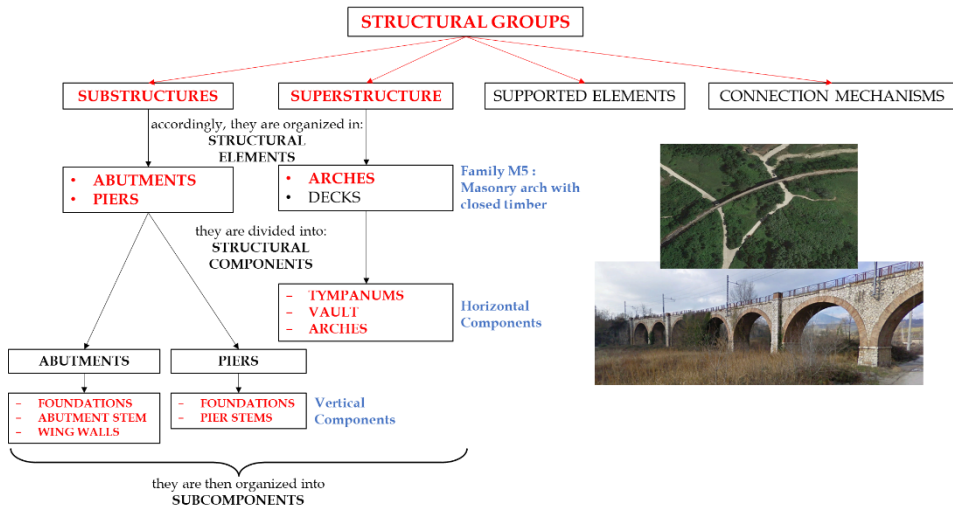 STRUCTURAL GROUPS
SUBSTRUCTURES
SUPERSTRUCTURE
SUPPORTED ELEMENTS
CONNECTION MECHANISMS
accordingly, they are organized in:
STRUCTURAL
ELEMENTS
• ABUTMENTS
• PIERS
• ARCHES
• DECKS
Family M5 :
Masonry arch with
closed timber
they are divided into:
STRUCTURAL
COMPONENTS
- TYMPANUMS
- VAULT
- ARCHES
Horizontal
Components
ABUTMENTS
PIERS
- FOUNDATIONS
- ABUTMENT STEM
- WING WALLS
- FOUNDATIONS
- PIER STEMS
Vertical
Components
they are then organized into
SUBCOMPONENTS